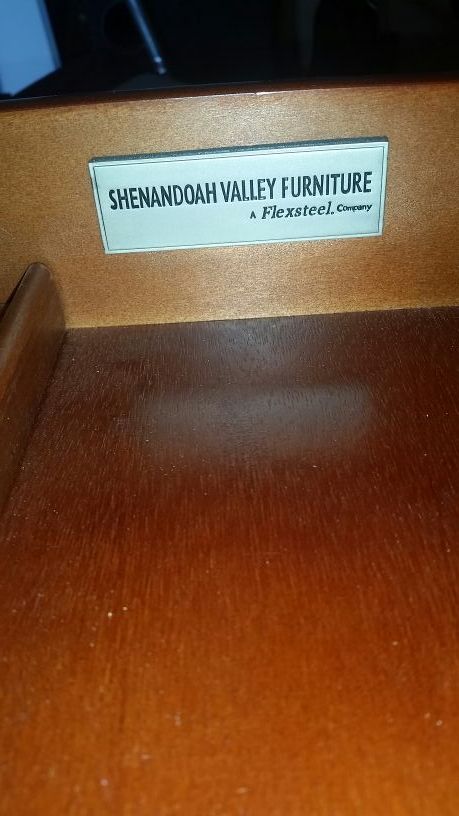 SHENANDOAH VALLEY FURNITURE
A Flexsteel® Company